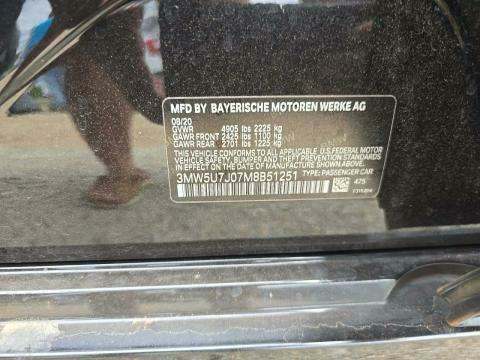 MFD BY BAYERISCHE MOTOREN WERKE AG
08/20
GVWR 4905 lbs 2225 kg
GAWR FRONT 2425 lbs 1100 kg
GAWR REAR 2701 lbs 1225 kg
THIS VEHICLE CONFORMS TO ALL APPLICABLE U.S. FEDERAL MOTOR
VEHICLE SAFETY, BUMPER, AND THEFT PREVENTION STANDARDS
IN EFFECT ON THE DATE OF MANUFACTURE SHOWN ABOVE.
3MW5U7J07M8B51251 TYPE: PASSENGER CAR
475